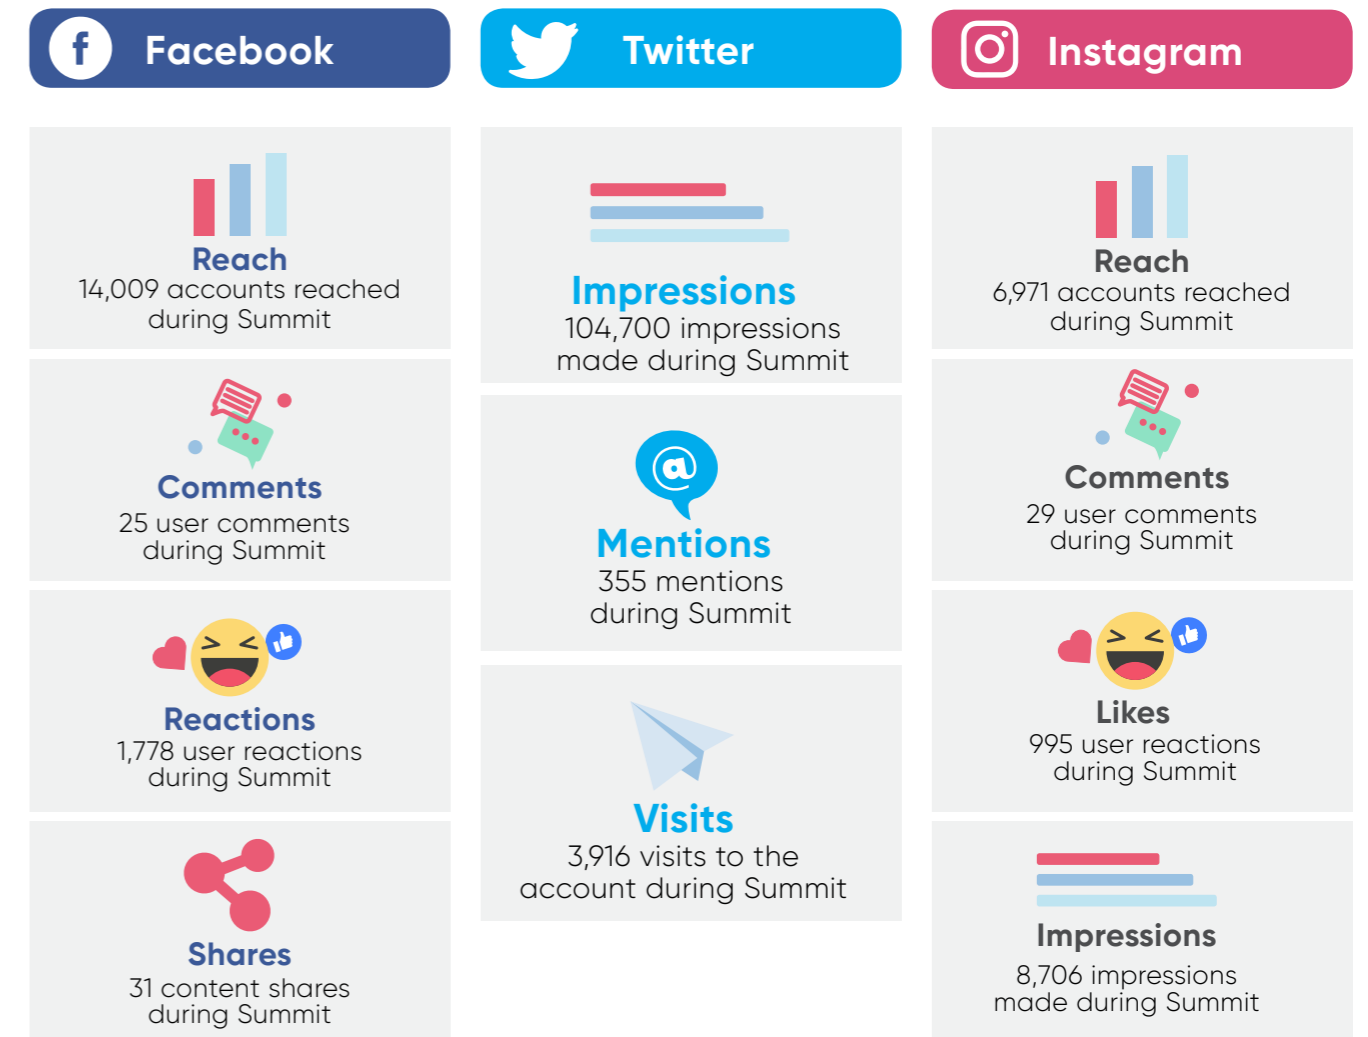 Facebook
Reach
14,009 accounts reached
during Summit
Comments
25 user comments
during Summit
Reactions
1,778 user reactions
during Summit
Shares
31 content shares
during Summit
Twitter
Impressions
104,700 impressions
made during Summit
@
Mentions
355 mentions
during Summit
Visits
3,916 visits to the
account during Summit
Instagram
Reach
6,971 accounts reached
during Summit
Comments
29 user comments
during Summit
Likes
995 user reactions
during Summit
Impressions
8,706 impressions
made during Summit